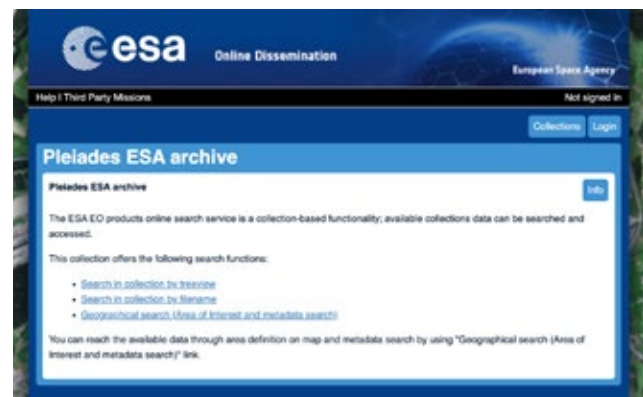 esa
Online Dissemination
European Space Agency
Help | Third Party Missions
Not signed in
Collections
Login
Pleiades ESA archive
Pleiades ESA archive
Info
The ESA EO products online search service is a collection-based functionality; available collections data can be searched and
accessed.
This collection offers the following search functions:
• Search in collection by treeview
• Search in collection by filename
• Geographical search (Area of Interest and metadata search)
You can reach the available data through area definition on map and metadata search by using "Geographical search (Area of
Interest and metadata search)" link.